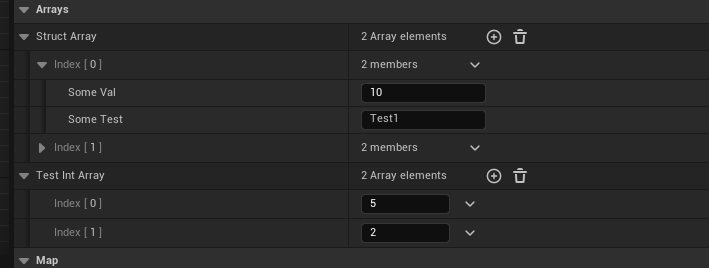 Arrays
Struct Array 2 Array elements
Index [ 0 ] 2 members
Some Val 10
Some Test Test1
Index [ 1 ] 2 members
Test Int Array 2 Array elements
Index [ 0 ] 5
Index [ 1 ] 2
Map